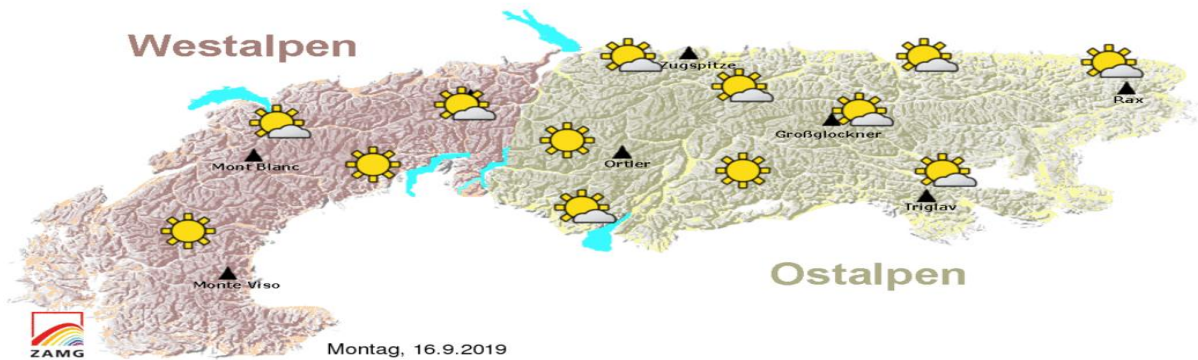 Westalpen
Zugspitze
Rax
Großglockner
Mont Blanc
Ortler
Triglav
Ostalpen
Monte Viso
ZAMG
Montag, 16.9.2019